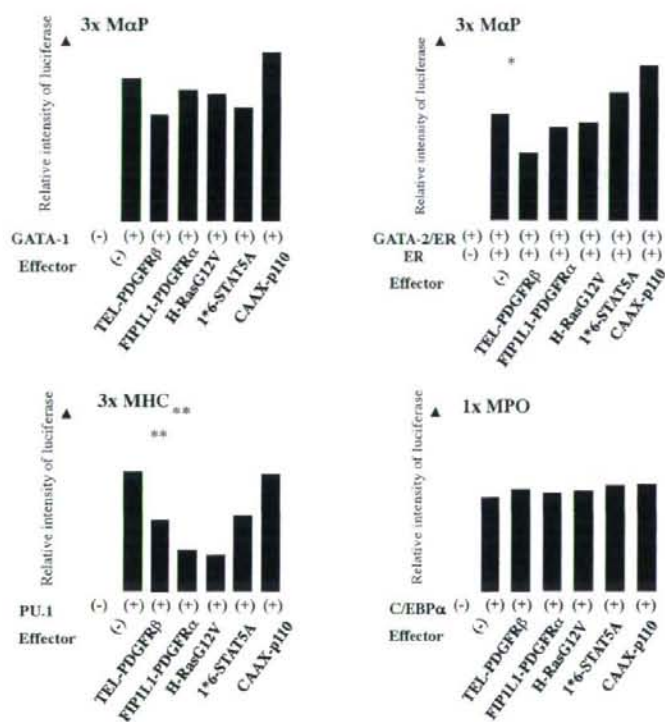 3x MαP
Relative intensity of luciferase
GATA-1 (-) (+) (+) (+) (+) (+) (+)
Effector
(-)
TEL-PDGFRβ
FIP1L1-PDGFRα
H-RasG12V
1*6-STAT5A
CAAX-p110
3x MαP
*
Relative intensity of luciferase
GATA-2/ER (+) (+) (+) (+) (+) (+) (+)
ER (-) (+) (+) (+) (+) (+) (+)
Effector
(-)
TEL-PDGFRβ
FIP1L1-PDGFRα
H-RasG12V
1*6-STAT5A
CAAX-p110
3x MHC
**
**
Relative intensity of luciferase
PU.1 (-) (+) (+) (+) (+) (+) (+)
Effector
(-)
TEL-PDGFRβ
FIP1L1-PDGFRα
H-RasG12V
1*6-STAT5A
CAAX-p110
1x MPO
Relative intensity of luciferase
C/EBPα (-) (+) (+) (+) (+) (+) (+)
Effector
(-)
TEL-PDGFRβ
FIP1L1-PDGFRα
H-RasG12V
1*6-STAT5A
CAAX-p110